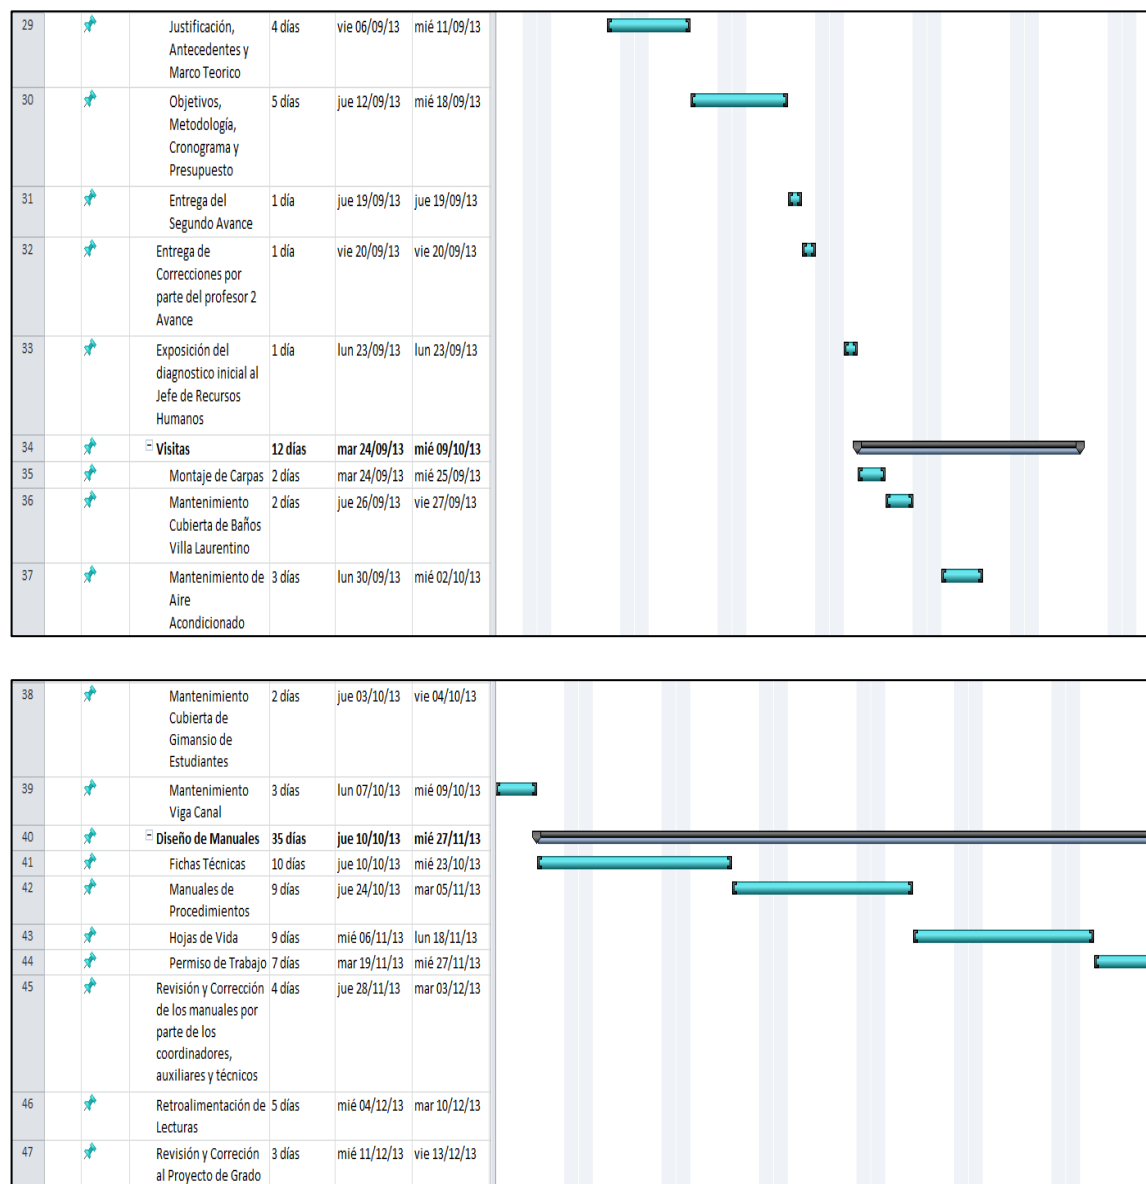 29 Justificación, 4 días vie 06/09/13 mié 11/09/13
Antecedentes y
Marco Teorico
30 Objetivos, 5 días jue 12/09/13 mié 18/09/13
Metodología,
Cronograma y
Presupuesto
31 Entrega del 1 día jue 19/09/13 jue 19/09/13
Segundo Avance
32 Entrega de 1 día vie 20/09/13 vie 20/09/13
Correcciones por
parte del profesor 2
Avance
33 Exposición del 1 día lun 23/09/13 lun 23/09/13
diagnostico inicial al
Jefe de Recursos
Humanos
34 Visitas 12 días mar 24/09/13 mié 09/10/13
35 Montaje de Carpas 2 días mar 24/09/13 mié 25/09/13
36 Mantenimiento 2 días jue 26/09/13 vie 27/09/13
Cubierta de Baños
Villa Laurentino
37 Mantenimiento de 3 días lun 30/09/13 mié 02/10/13
Aire
Acondicionado
38 Mantenimiento 2 días jue 03/10/13 vie 04/10/13
Cubierta de
Gimansio de
Estudiantes
39 Mantenimiento 3 días lun 07/10/13 mié 09/10/13
Viga Canal
40 Diseño de Manuales 35 días jue 10/10/13 mié 27/11/13
41 Fichas Técnicas 10 días jue 10/10/13 mié 23/10/13
42 Manuales de 9 días jue 24/10/13 mar 05/11/13
Procedimientos
43 Hojas de Vida 9 días mié 06/11/13 lun 18/11/13
44 Permiso de Trabajo 7 días mar 19/11/13 mié 27/11/13
45 Revisión y Corrección 4 días jue 28/11/13 mar 03/12/13
de los manuales por
parte de los
coordinadores,
auxiliares y técnicos
46 Retroalimentación de 5 días mié 04/12/13 mar 10/12/13
Lecturas
47 Revisión y Correción 3 días mié 11/12/13 vie 13/12/13
al Proyecto de Grado